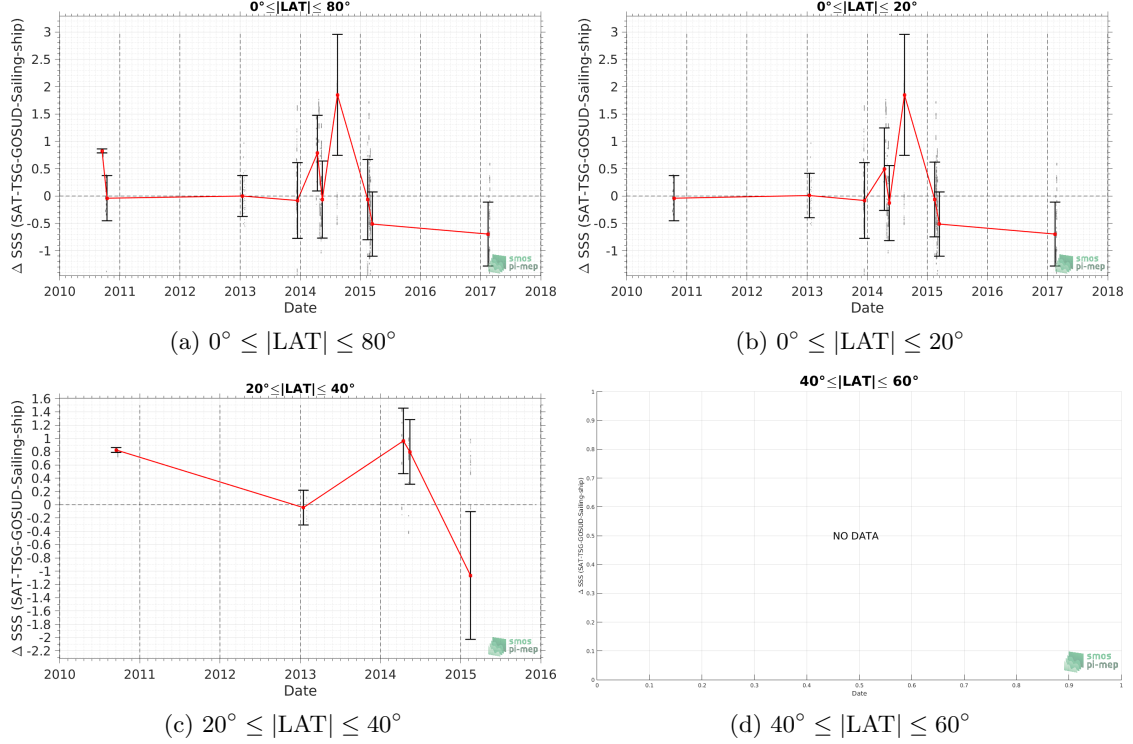 0°≤|LAT|≤ 80°
Δ SSS (SAT-TSG-GOSUD-Sailing-ship)
3
2.5
2
1.5
1
0.5
0
-0.5
-1
2010 2011 2012 2013 2014 2015 2016 2017 2018
Date
smos
pi-mep
(a) 0° ≤ |LAT| ≤ 80°
0°≤|LAT|≤ 20°
Δ SSS (SAT-TSG-GOSUD-Sailing-ship)
3
2.5
2
1.5
1
0.5
0
-0.5
-1
2010 2011 2012 2013 2014 2015 2016 2017 2018
Date
smos
pi-mep
(b) 0° ≤ |LAT| ≤ 20°
20°≤|LAT|≤ 40°
Δ SSS (SAT-TSG-GOSUD-Sailing-ship)
1.6
1.4
1.2
1
0.8
0.6
0.4
0.2
0
-0.2
-0.4
-0.6
-0.8
-1
-1.2
-1.4
-1.6
-1.8
-2
-2.2
2010 2011 2012 2013 2014 2015 2016
Date
smos
pi-mep
(c) 20° ≤ |LAT| ≤ 40°
40°≤|LAT|≤ 60°
Δ SSS (SAT-TSG-GOSUD-Sailing-ship)
1
0.9
0.8
0.7
0.6
0.5
0.4
0.3
0.2
0.1
0
NO DATA
0 0.1 0.2 0.3 0.4 0.5 0.6 0.7 0.8 0.9 1
Date
smos
pi-mep
(d) 40° ≤ |LAT| ≤ 60°